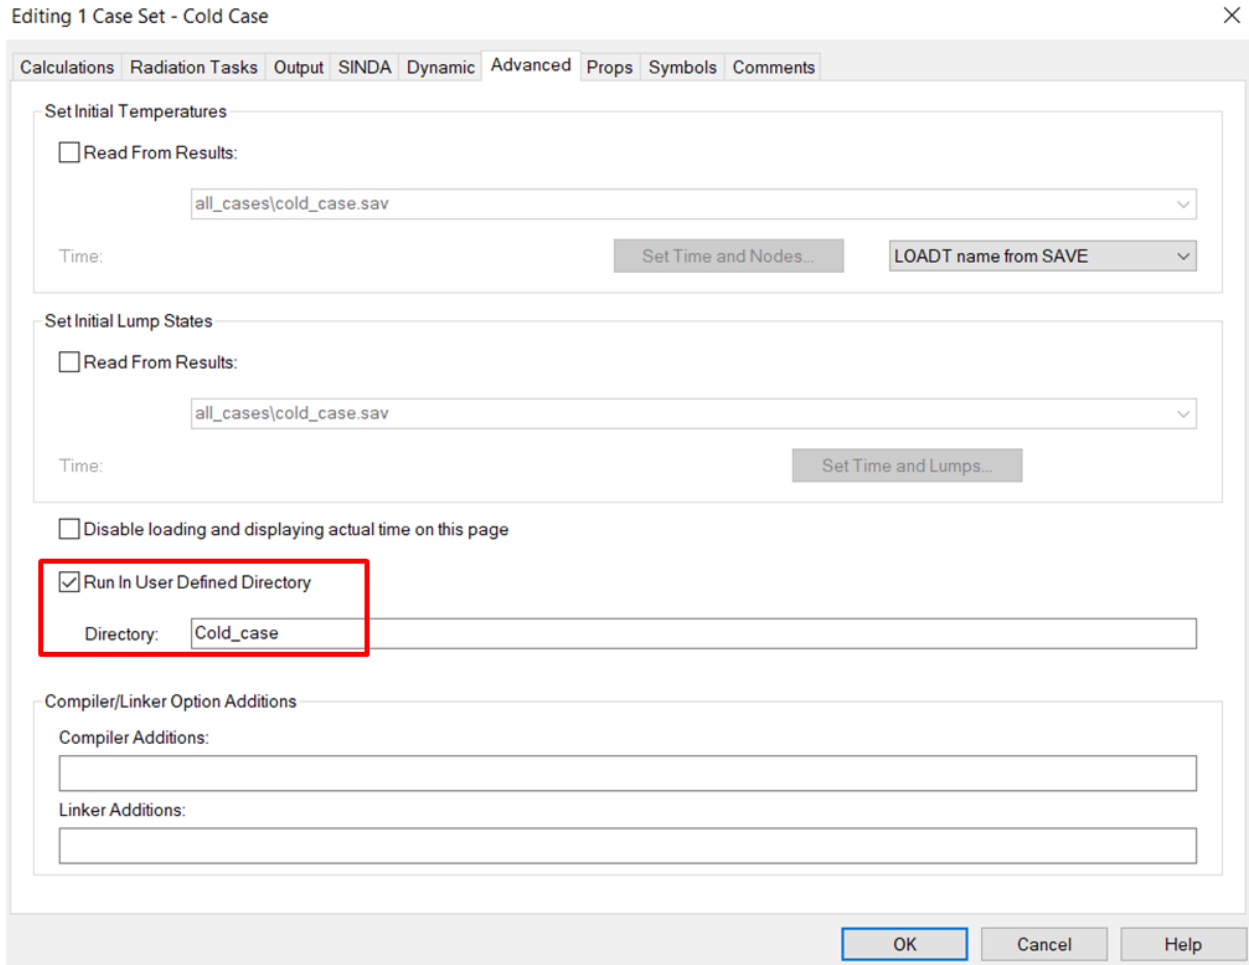 Editing 1 Case Set - Cold Case
Calculations Radiation Tasks Output SINDA Dynamic Advanced Props Symbols Comments
Set Initial Temperatures
Read From Results:
all_cases\cold_case.sav
Time: Set Time and Nodes... LOADT name from SAVE
Set Initial Lump States
Read From Results:
all_cases\cold_case.sav
Time: Set Time and Lumps...
Disable loading and displaying actual time on this page
Run In User Defined Directory
Directory: Cold_case
Compiler/Linker Option Additions
Compiler Additions:
Linker Additions:
OK Cancel Help